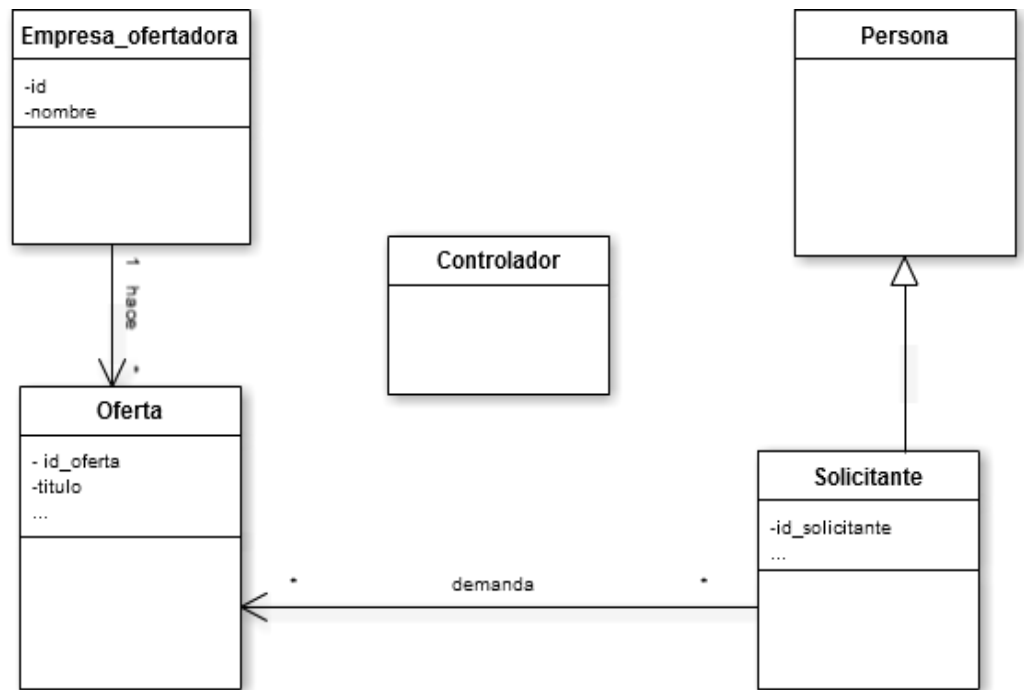 Empresa_ofertadora
-id
-nombre
Persona
Controlador
1 hace *
Oferta
- id_oferta
-titulo
...
Solicitante
-id_solicitante
...
* demanda *